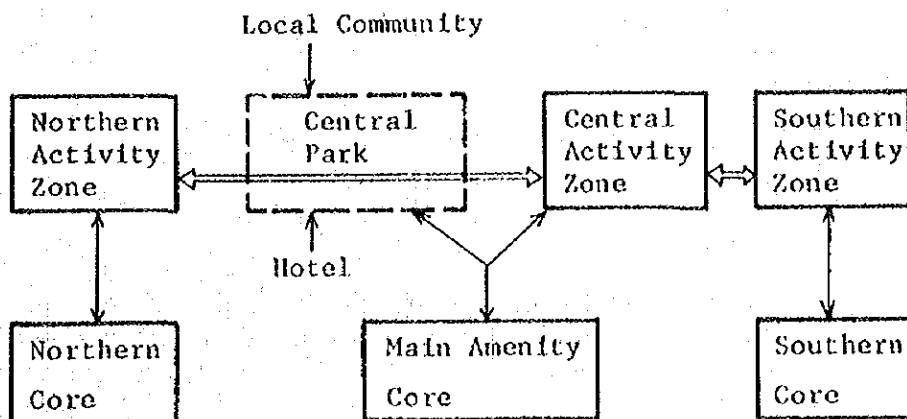 Local Community
Northern
Activity
Zone
Central
Park
Central
Activity
Zone
Southern
Activity
Zone
Hotel
Northern
Core
Main Amenity
Core
Southern
Core